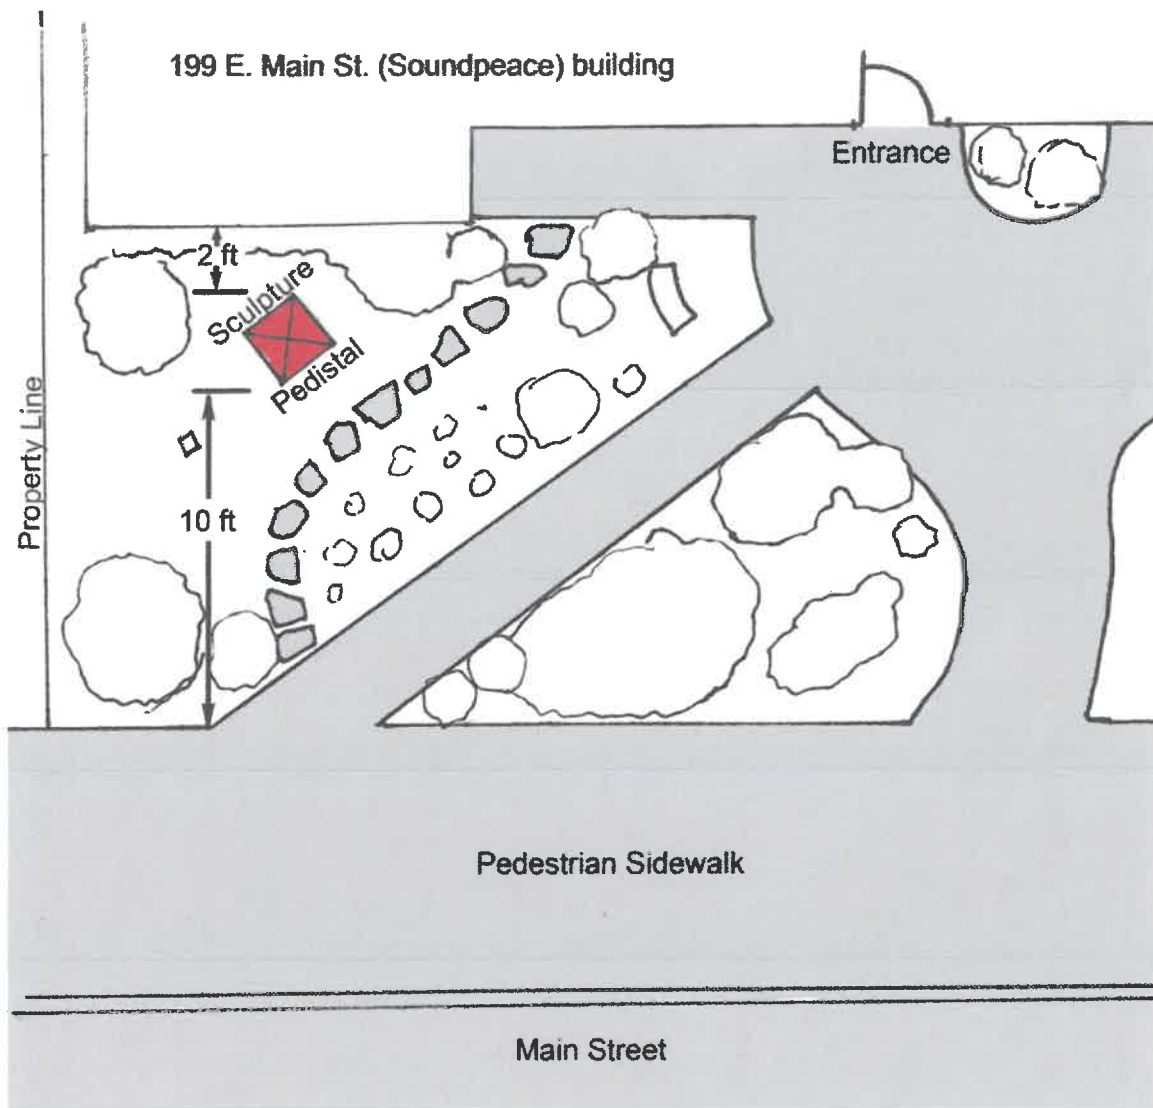 199 E. Main St. (Soundpeace) building
Entrance
2 ft
Sculpture
Pedistal
Property Line
10 ft
Pedestrian Sidewalk
Main Street